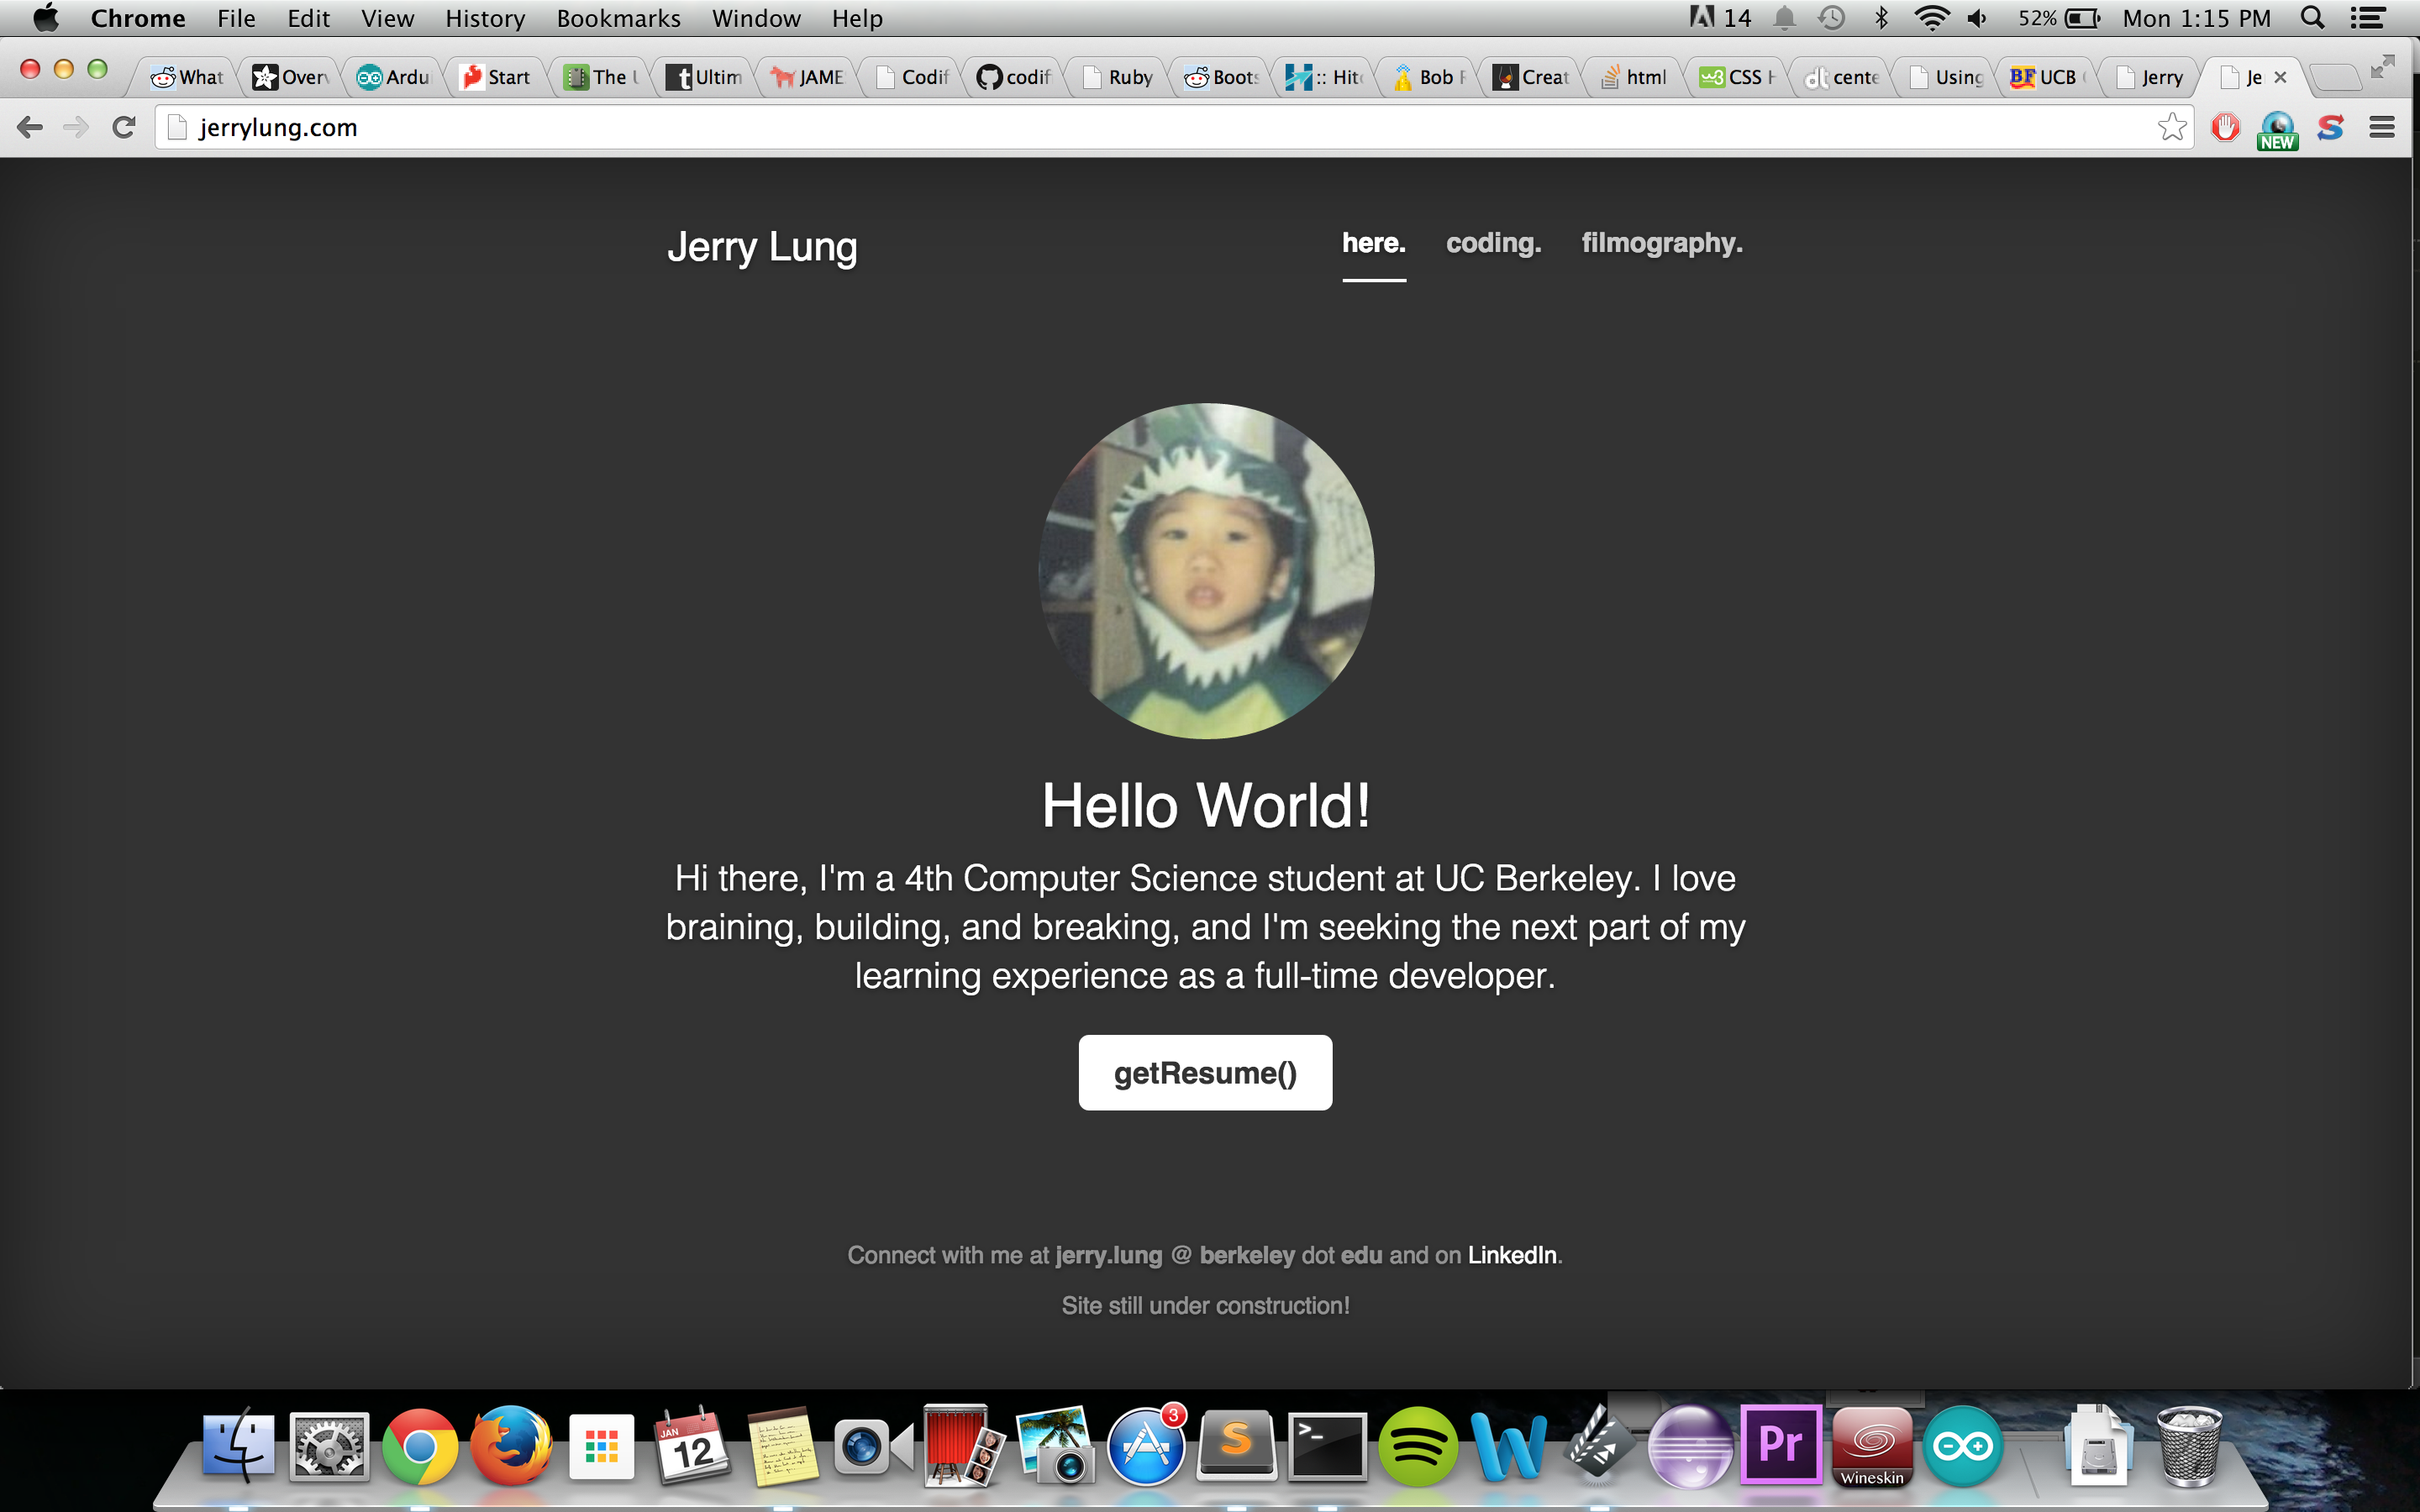 Chrome File Edit View History Bookmarks Window Help 14 52% Mon 1:15 PM
What Over Ardu Start The Ultim JAME Codif codif Ruby Boots :: Hitc Bob Creat html CSS cente Using UCB Jerry Je
jerrylung.com NEW
Jerry Lung here. coding. filmography.
Hello World!
Hi there, I'm a 4th Computer Science student at UC Berkeley. I love
braining, building, and breaking, and I'm seeking the next part of my
learning experience as a full-time developer.
getResume()
Connect with me at jerry.lung @ berkeley dot edu and on LinkedIn.
Site still under construction!
JAN 12 3 S >_ W Pr Wineskin